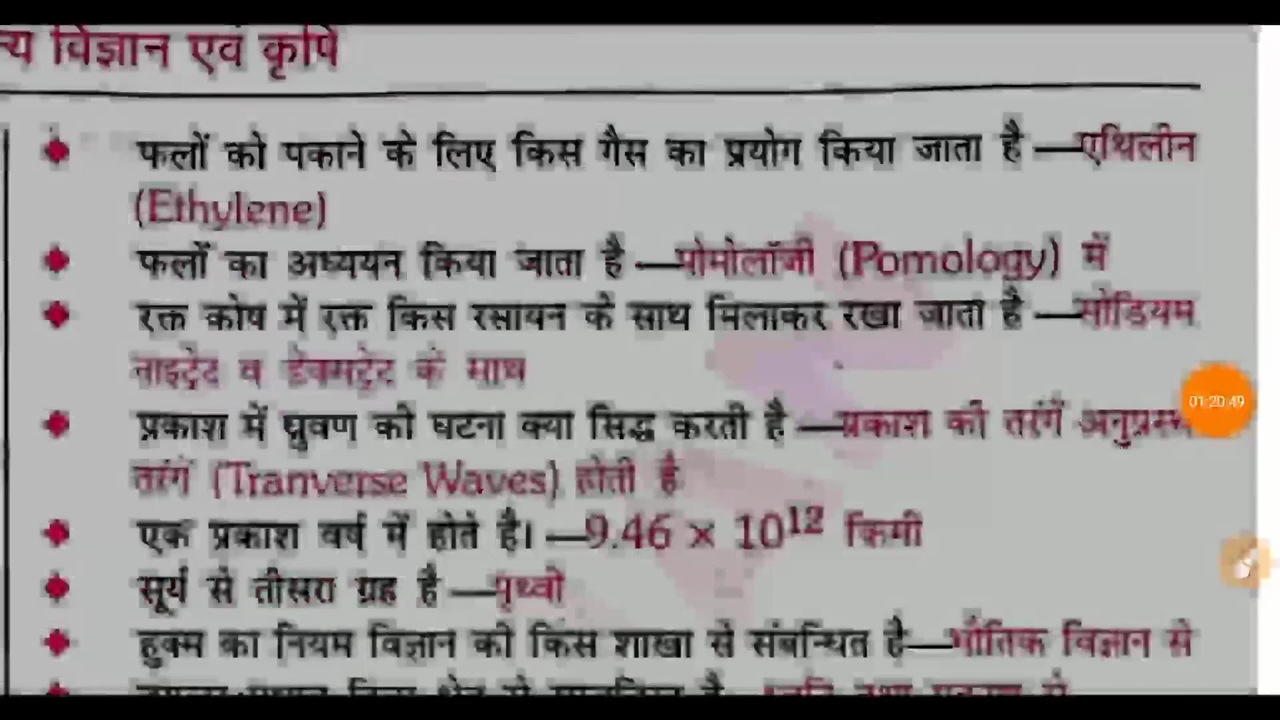 न्य विज्ञान एवं कृषि
फलों को पकाने के लिए किस गैस का प्रयोग किया जाता है —एथिलीन
(Ethylene)
फलों का अध्ययन किया जाता है —पोमोलॉजी (Pomology) में
रक्त कोष में रक्त किस रसायन के साथ मिलाकर रखा जाता है —सोडियम
नाइट्रेट व डेक्सट्रेट के साथ
प्रकाश में ध्रुवण की घटना क्या सिद्ध करती है —प्रकाश की तरंगें अनुप्रस्थ
तरंगें (Tranverse Waves) होती है
एक प्रकाश वर्ष में होते है। —9.46 × 10¹² किमी
सूर्य से तीसरा ग्रह है —पृथ्वी
हुक्म का नियम विज्ञान की किस शाखा से संबन्धित है—भौतिक विज्ञान से
01:20:49